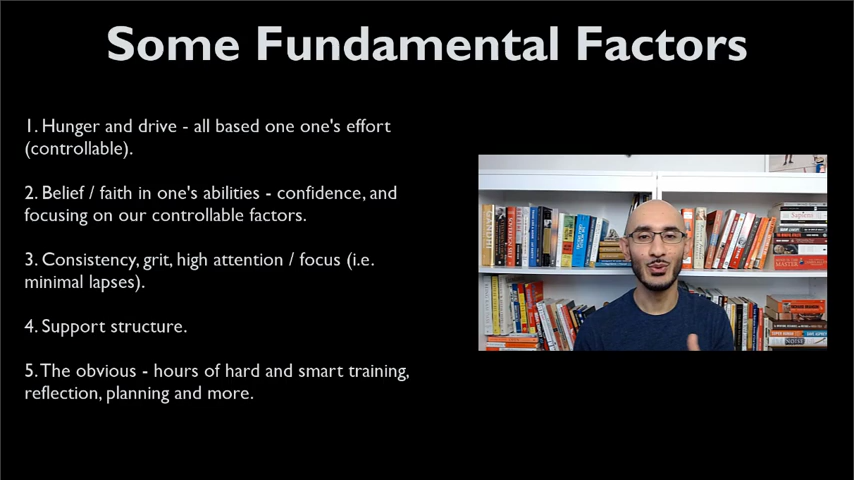 Some Fundamental Factors
1. Hunger and drive - all based one one's effort
(controllable).
2. Belief / faith in one's abilities - confidence, and
focusing on our controllable factors.
3. Consistency, grit, high attention / focus (i.e.
minimal lapses).
4. Support structure.
5. The obvious - hours of hard and smart training,
reflection, planning and more.
Sapiens